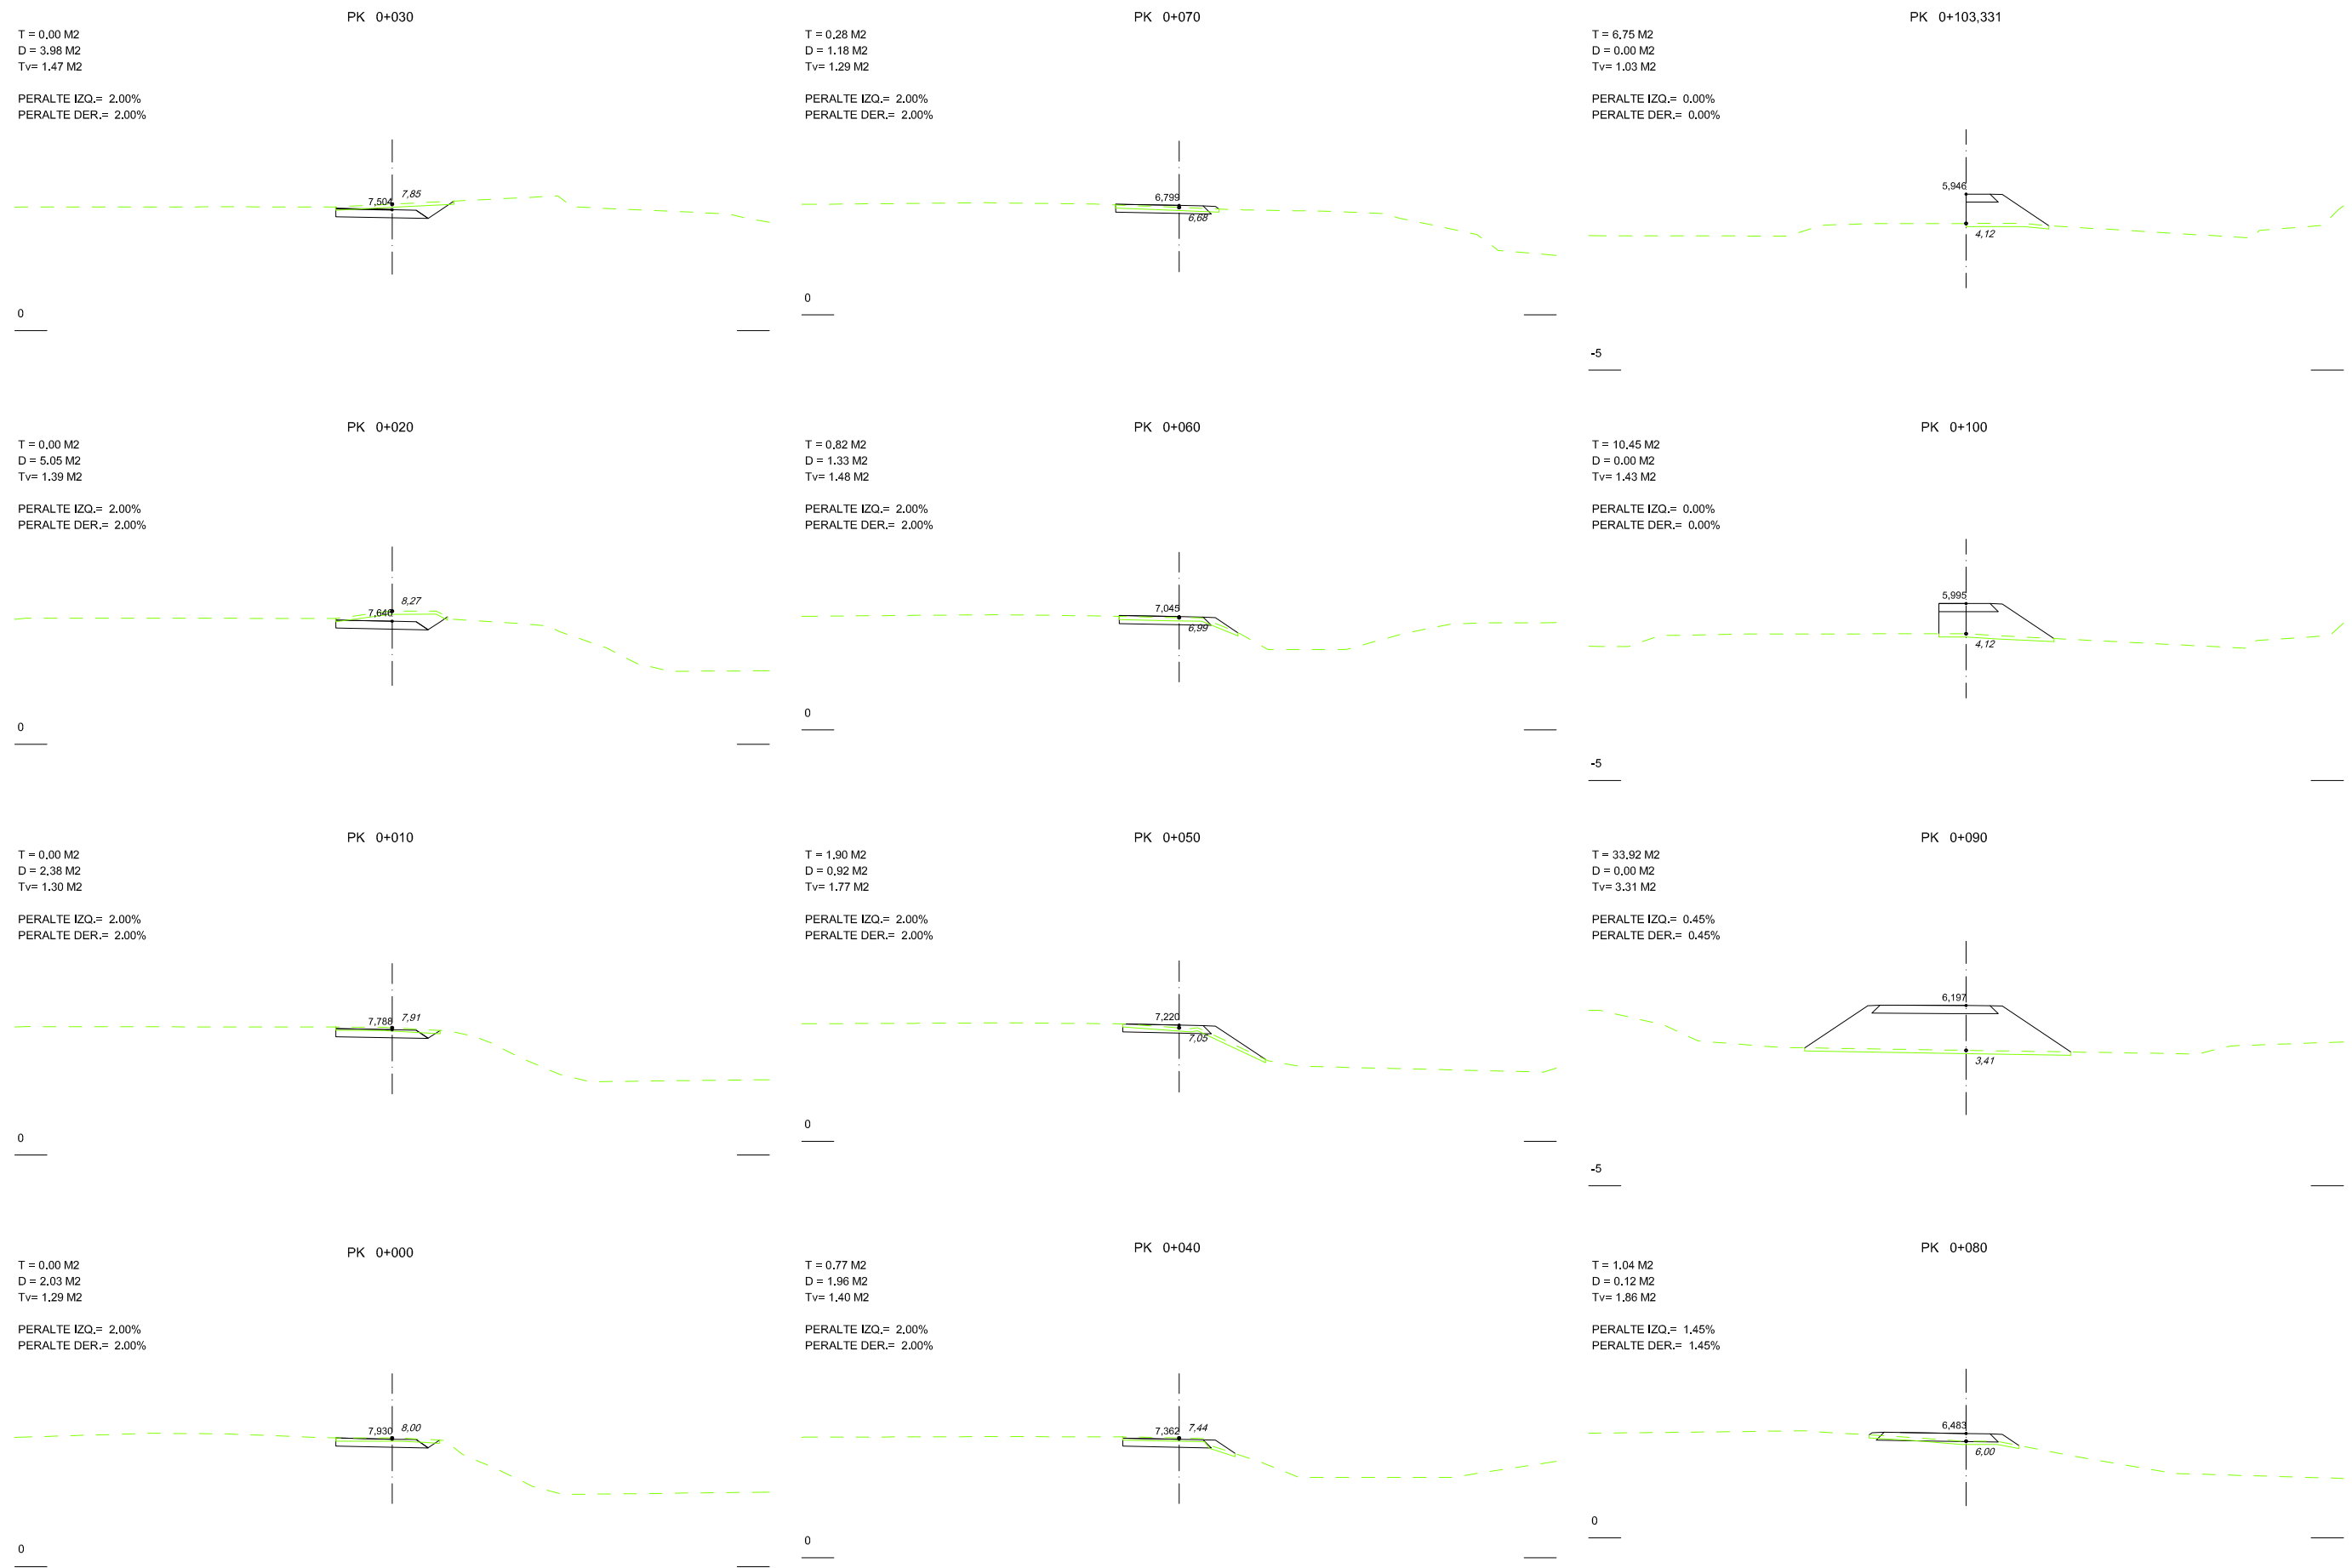 PK 0+030
T = 0.00 M2
D = 3.98 M2
Tv= 1.47 M2
PERALTE IZQ.= 2.00%
PERALTE DER.= 2.00%
7,85
7,504
0
PK 0+070
T = 0.28 M2
D = 1.18 M2
Tv= 1.29 M2
PERALTE IZQ.= 2.00%
PERALTE DER.= 2.00%
6,799
6,68
0
PK 0+103,331
T = 6.75 M2
D = 0.00 M2
Tv= 1.03 M2
PERALTE IZQ.= 0.00%
PERALTE DER.= 0.00%
5,946
4,12
-5
PK 0+020
T = 0.00 M2
D = 5.05 M2
Tv= 1.39 M2
PERALTE IZQ.= 2.00%
PERALTE DER.= 2.00%
8,27
7,646
0
PK 0+060
T = 0.82 M2
D = 1.33 M2
Tv= 1.48 M2
PERALTE IZQ.= 2.00%
PERALTE DER.= 2.00%
7,045
6,99
0
PK 0+100
T = 10.45 M2
D = 0.00 M2
Tv= 1.43 M2
PERALTE IZQ.= 0.00%
PERALTE DER.= 0.00%
5,995
4,12
-5
PK 0+010
T = 0.00 M2
D = 2.38 M2
Tv= 1.30 M2
PERALTE IZQ.= 2.00%
PERALTE DER.= 2.00%
7,91
7,788
0
PK 0+050
T = 1.90 M2
D = 0.92 M2
Tv= 1.77 M2
PERALTE IZQ.= 2.00%
PERALTE DER.= 2.00%
7,220
7,05
0
PK 0+090
T = 33.92 M2
D = 0.00 M2
Tv= 3.31 M2
PERALTE IZQ.= 0.45%
PERALTE DER.= 0.45%
6,197
3,41
-5
PK 0+000
T = 0.00 M2
D = 2.03 M2
Tv= 1.29 M2
PERALTE IZQ.= 2.00%
PERALTE DER.= 2.00%
8,00
7,930
0
PK 0+040
T = 0.77 M2
D = 1.96 M2
Tv= 1.40 M2
PERALTE IZQ.= 2.00%
PERALTE DER.= 2.00%
7,44
7,362
0
PK 0+080
T = 1.04 M2
D = 0.12 M2
Tv= 1.86 M2
PERALTE IZQ.= 1.45%
PERALTE DER.= 1.45%
6,483
6,00
0